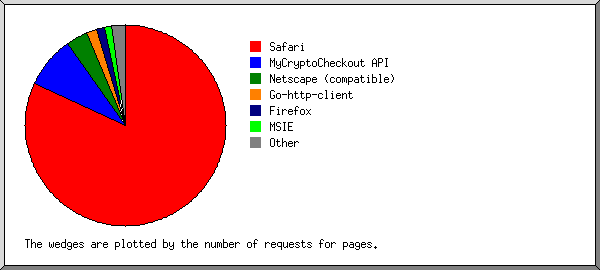 Safari
MyCryptoCheckout API
Netscape (compatible)
Go-http-client
Firefox
MSIE
Other
The wedges are plotted by the number of requests for pages.